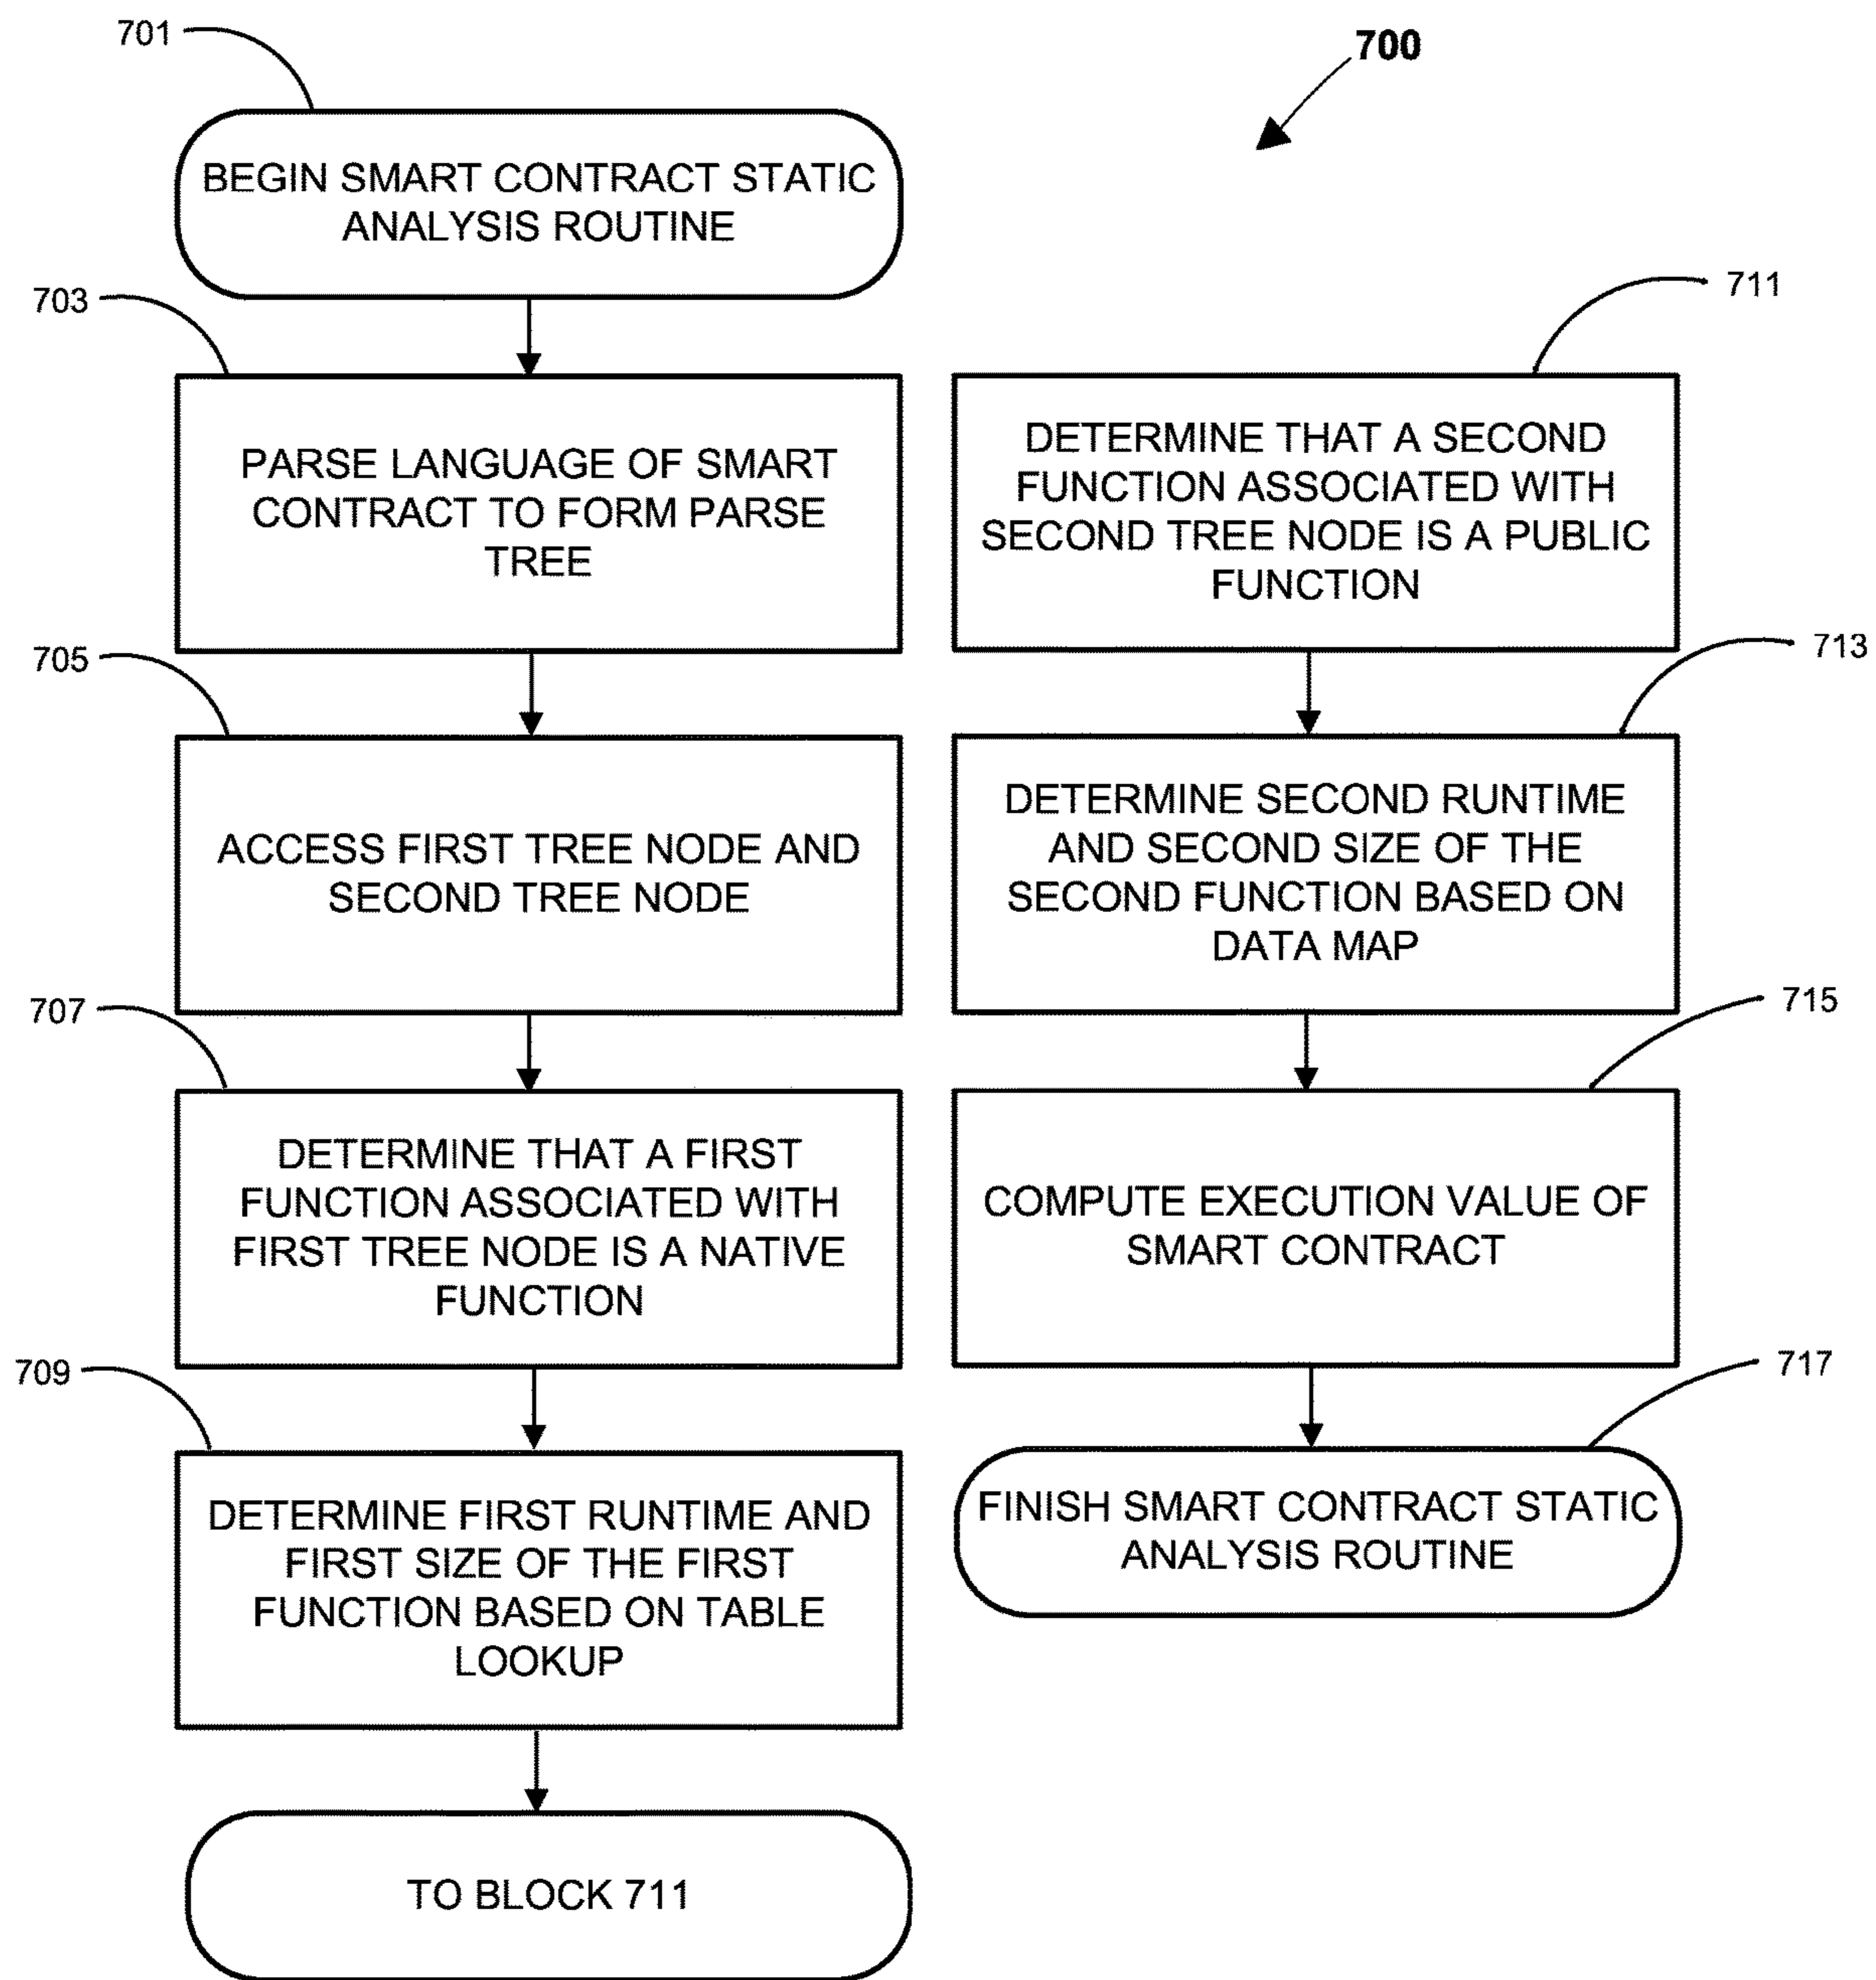 701
700
BEGIN SMART CONTRACT STATIC
ANALYSIS ROUTINE
703
PARSE LANGUAGE OF SMART
CONTRACT TO FORM PARSE
TREE
705
ACCESS FIRST TREE NODE AND
SECOND TREE NODE
707
DETERMINE THAT A FIRST
FUNCTION ASSOCIATED WITH
FIRST TREE NODE IS A NATIVE
FUNCTION
709
DETERMINE FIRST RUNTIME AND
FIRST SIZE OF THE FIRST
FUNCTION BASED ON TABLE
LOOKUP
TO BLOCK 711
711
DETERMINE THAT A SECOND
FUNCTION ASSOCIATED WITH
SECOND TREE NODE IS A PUBLIC
FUNCTION
713
DETERMINE SECOND RUNTIME
AND SECOND SIZE OF THE
SECOND FUNCTION BASED ON
DATA MAP
715
COMPUTE EXECUTION VALUE OF
SMART CONTRACT
717
FINISH SMART CONTRACT STATIC
ANALYSIS ROUTINE